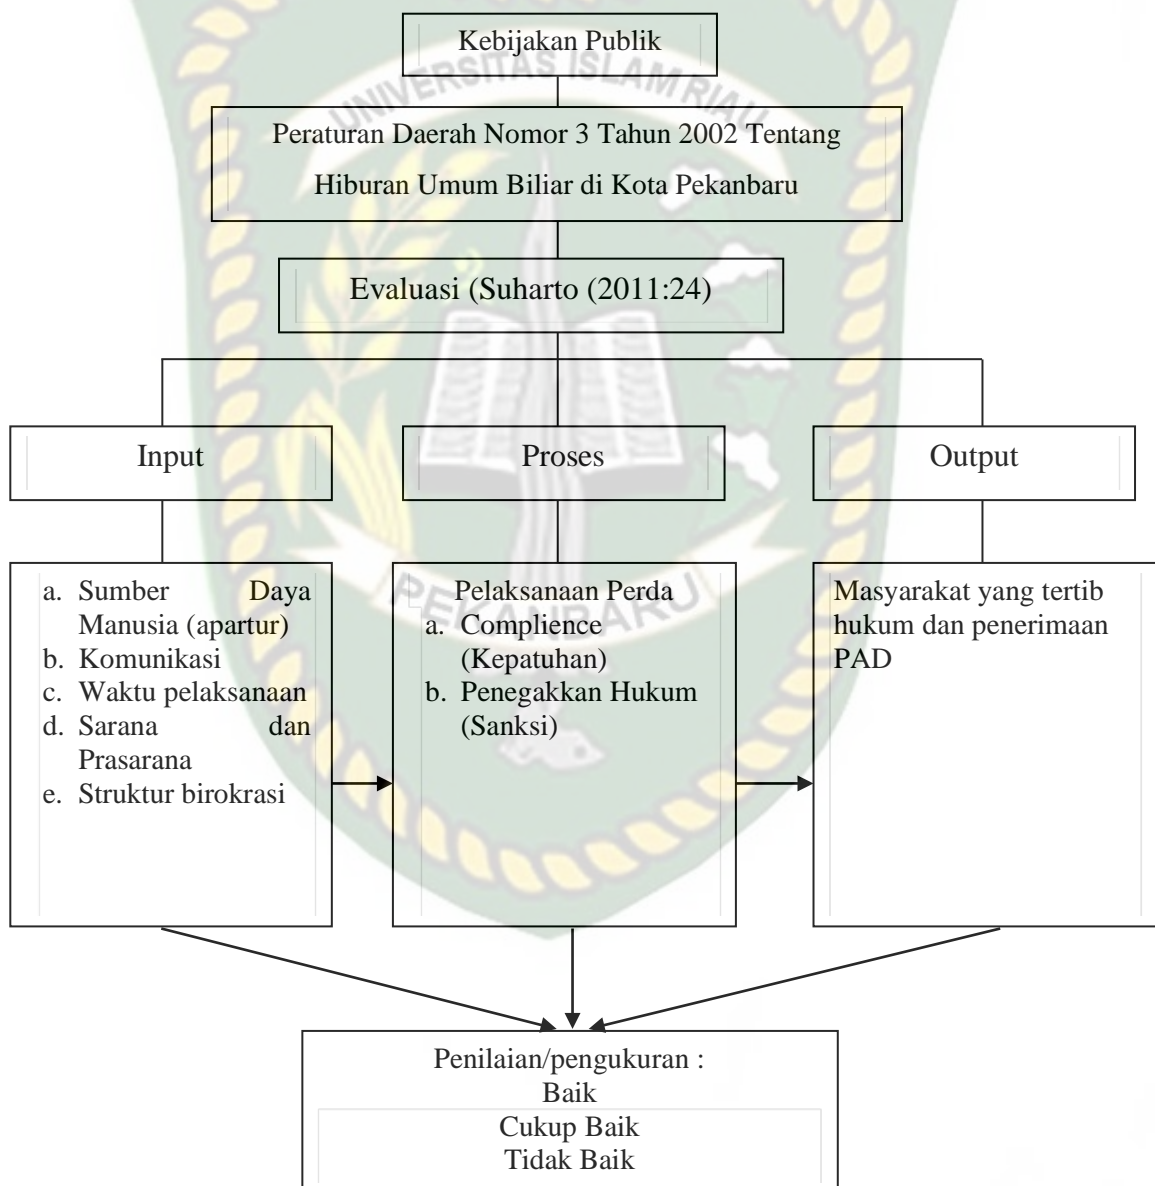 Kebijakan Publik
UNIVERSITAS ISLAM RIAU
Peraturan Daerah Nomor 3 Tahun 2002 Tentang
Hiburan Umum Biliar di Kota Pekanbaru
Evaluasi (Suharto (2011:24)
Input
Proses
Output
a. Sumber Daya
Manusia (apartur)
b. Komunikasi
c. Waktu pelaksanaan
d. Sarana dan
Prasarana
e. Struktur birokrasi
Pelaksanaan Perda
a. Complience
(Kepatuhan)
b. Penegakkan Hukum
(Sanksi)
Masyarakat yang tertib
hukum dan penerimaan
PAD
PEKANBARU
Penilaian/pengukuran :
Baik
Cukup Baik
Tidak Baik